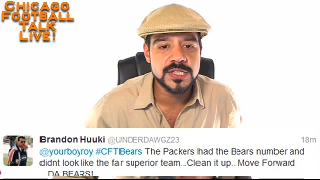 CHICAGO
FOOTBALL
TALK
LIVE!
Brandon Huuki @UNDERDAWGZ23 18m
@yourboyroy #CFTlBears The Packers had the Bears number and
didnt look like the far superior team...Clean it up.. Move Forward
..DA BEARS!